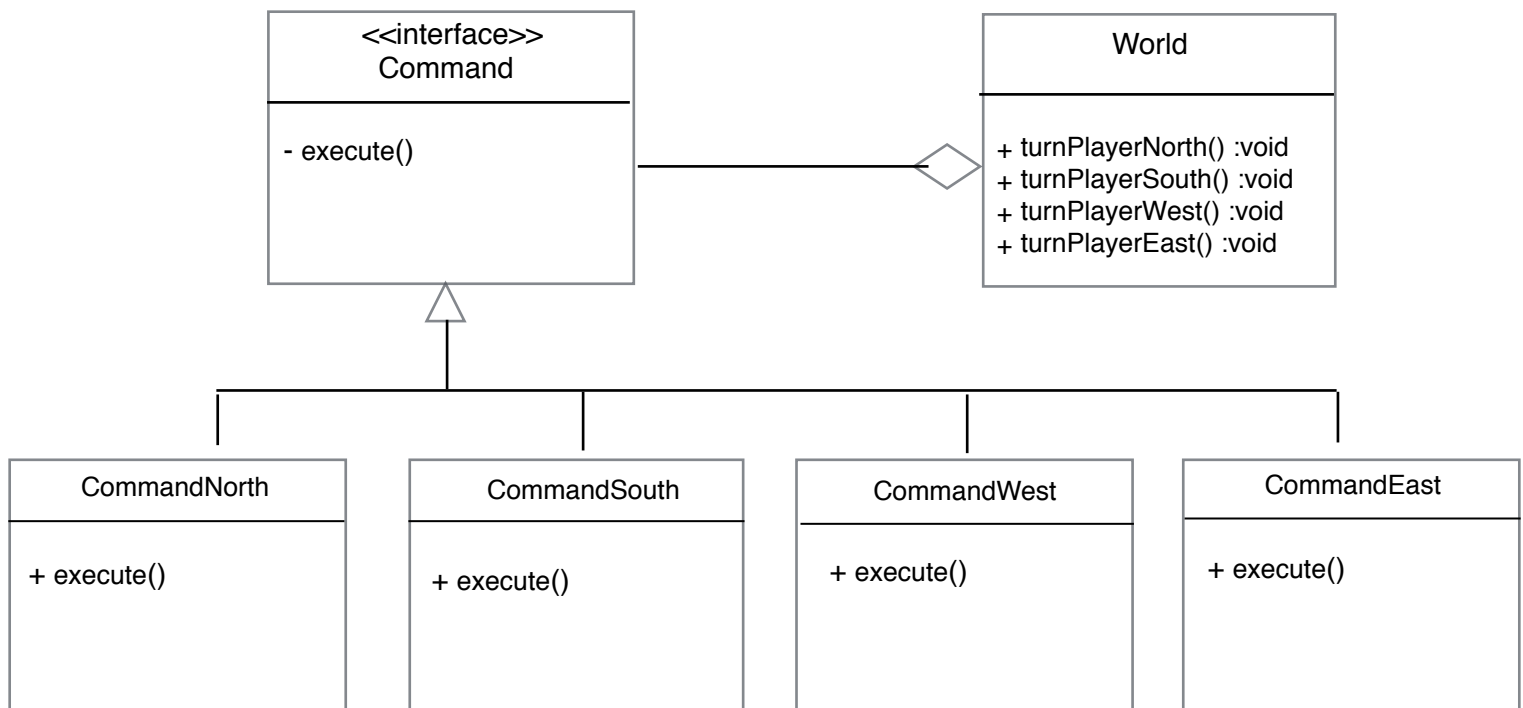 <<interface>>
Command
- execute()
World
+ turnPlayerNorth() :void
+ turnPlayerSouth() :void
+ turnPlayerWest() :void
+ turnPlayerEast() :void
CommandNorth
+ execute()
CommandSouth
+ execute()
CommandWest
+ execute()
CommandEast
+ execute()